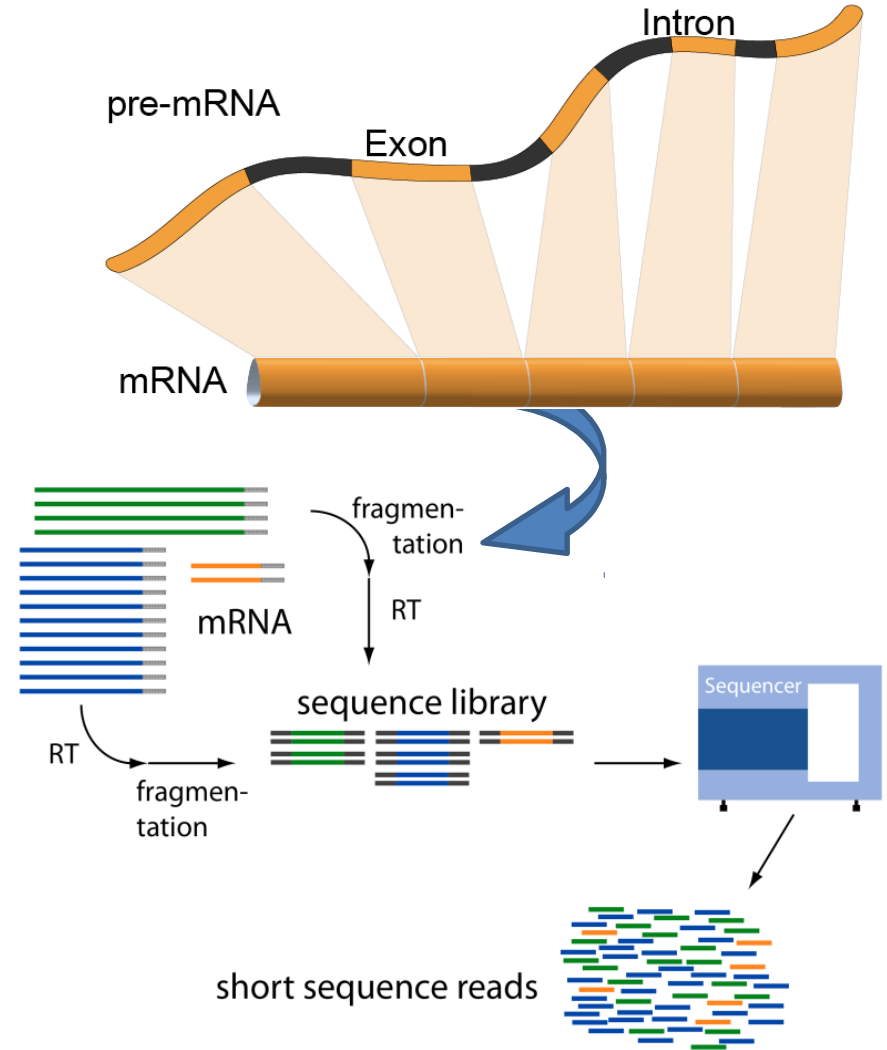 Intron
pre-mRNA
Exon
mRNA
fragmen-
tation
RT
mRNA
sequence library
Sequencer
RT
fragmen-
tation
short sequence reads